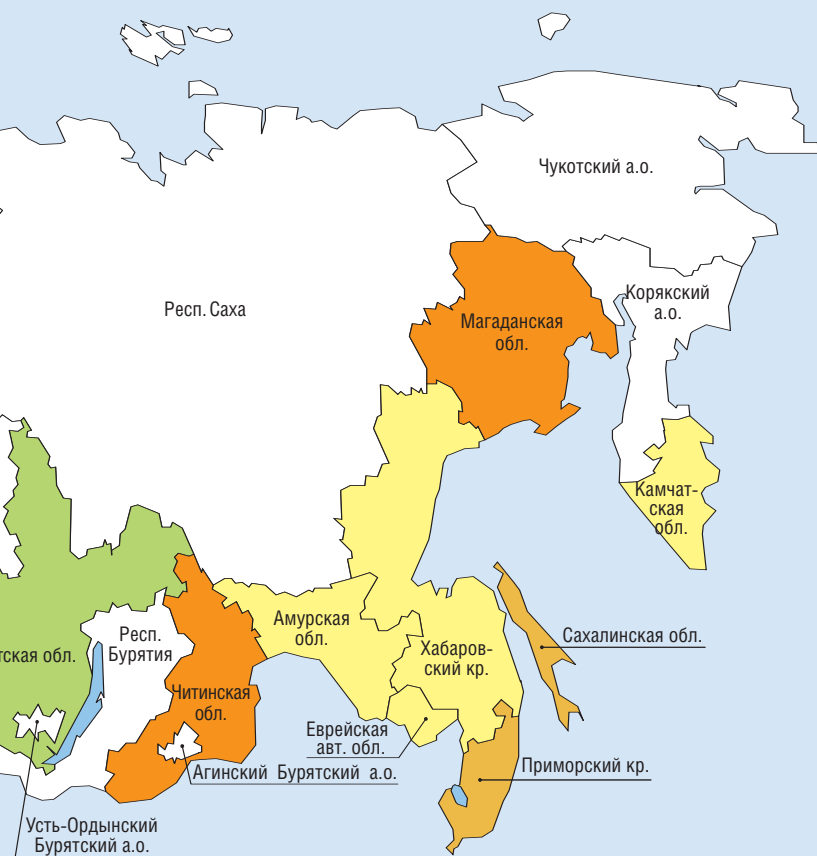 Чукотский а.о.
Корякский
а.о.
Респ. Саха
Магаданская
обл.
Камчат-
ская
обл.
Амурская
обл.
Респ.
Бурятия
Хабаров-
ский кр.
Сахалинская обл.
тская обл.
Читинская
обл.
Еврейская
авт. обл.
Приморский кр.
Агинский Бурятский а.о.
Усть-Ордынский
Бурятский а.о.